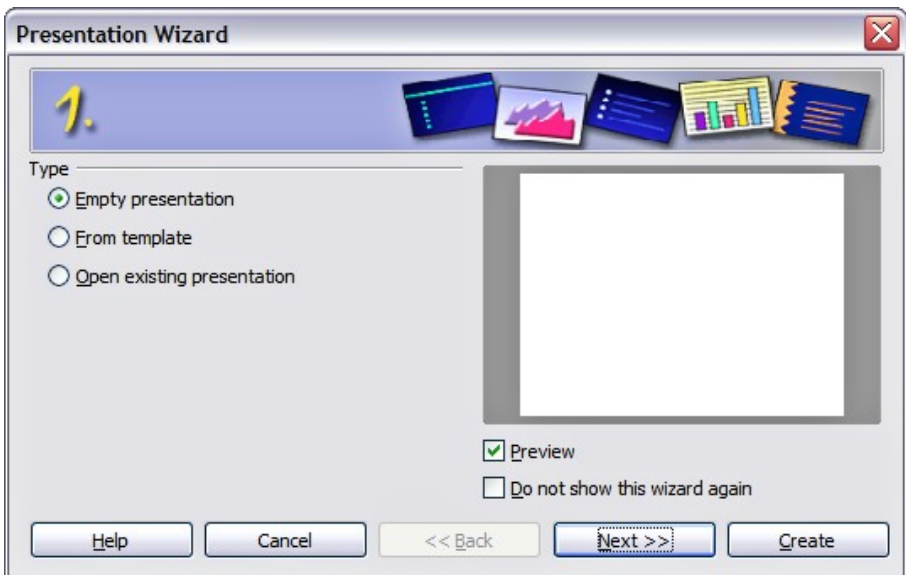 Presentation Wizard
1.
Type
Empty presentation
From template
Open existing presentation
Preview
Do not show this wizard again
Help
Cancel
<< Back
Next >>
Create